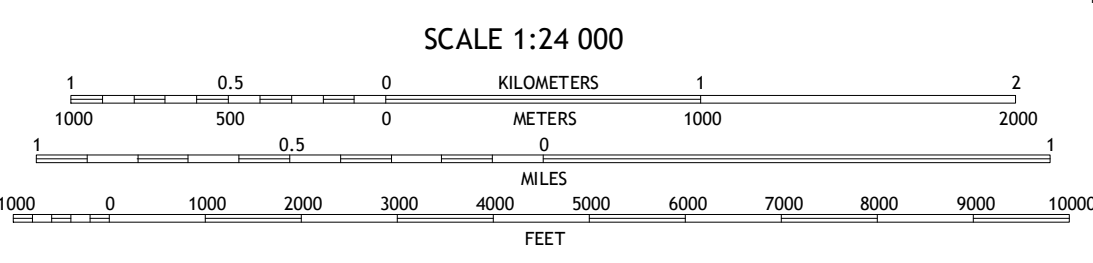 SCALE 1:24 000
1 0.5 0 KILOMETERS 1 2
1000 500 0 METERS 1000 2000
1 0.5 0 1
MILES
1000 0 1000 2000 3000 4000 5000 6000 7000 8000 9000 10000
FEET